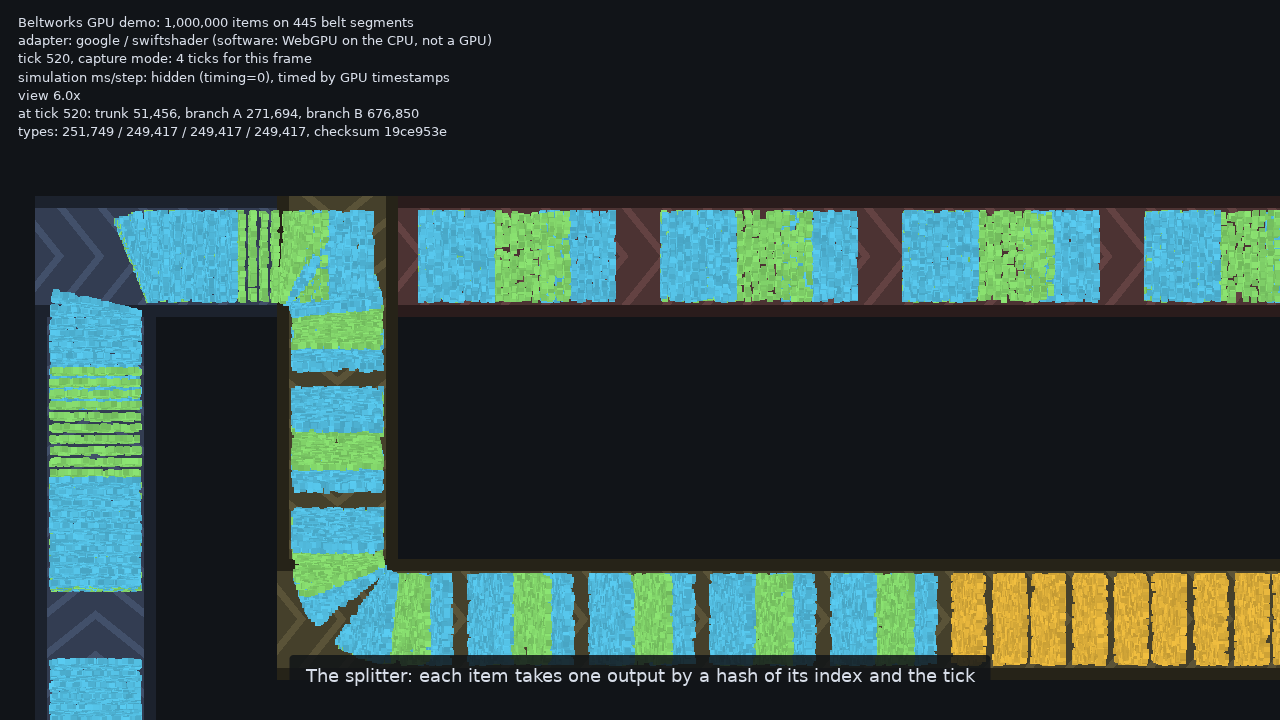 Beltworks GPU demo: 1,000,000 items on 445 belt segments
adapter: google / swiftshader (software: WebGPU on the CPU, not a GPU)
tick 520, capture mode: 4 ticks for this frame
simulation ms/step: hidden (timing=0), timed by GPU timestamps
view 6.0x
at tick 520: trunk 51,456, branch A 271,694, branch B 676,850
types: 251,749 / 249,417 / 249,417 / 249,417, checksum 19ce953e
The splitter: each item takes one output by a hash of its index and the tick